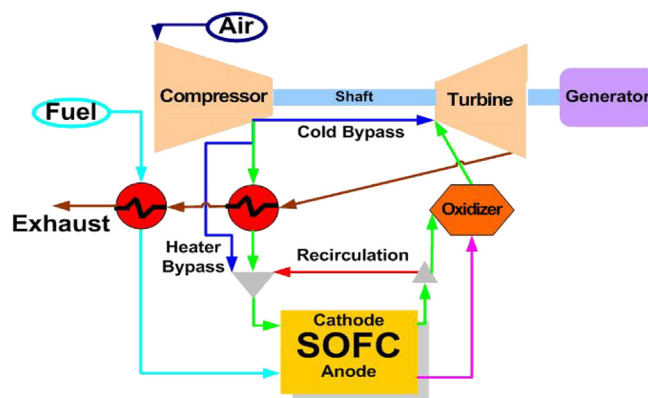 Air
Compressor
Shaft
Turbine
Generator
Fuel
Cold Bypass
Exhaust
Heater
Bypass
Recirculation
Oxidizer
Cathode
SOFC
Anode